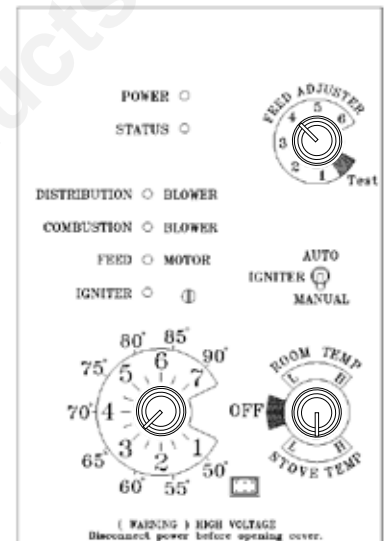 POWER
STATUS
FEED ADJUSTER
1 2 3 4 5 6
Test
DISTRIBUTION BLOWER
COMBUSTION BLOWER
FEED MOTOR
IGNITER
AUTO
IGNITER
MANUAL
50° 55° 60° 65° 70° 75° 80° 85° 90°
1 2 3 4 5 6 7
ROOM TEMP
L H
OFF
L H
STOVE TEMP
( WARNING ) HIGH VOLTAGE
Disconnect power before opening cover.